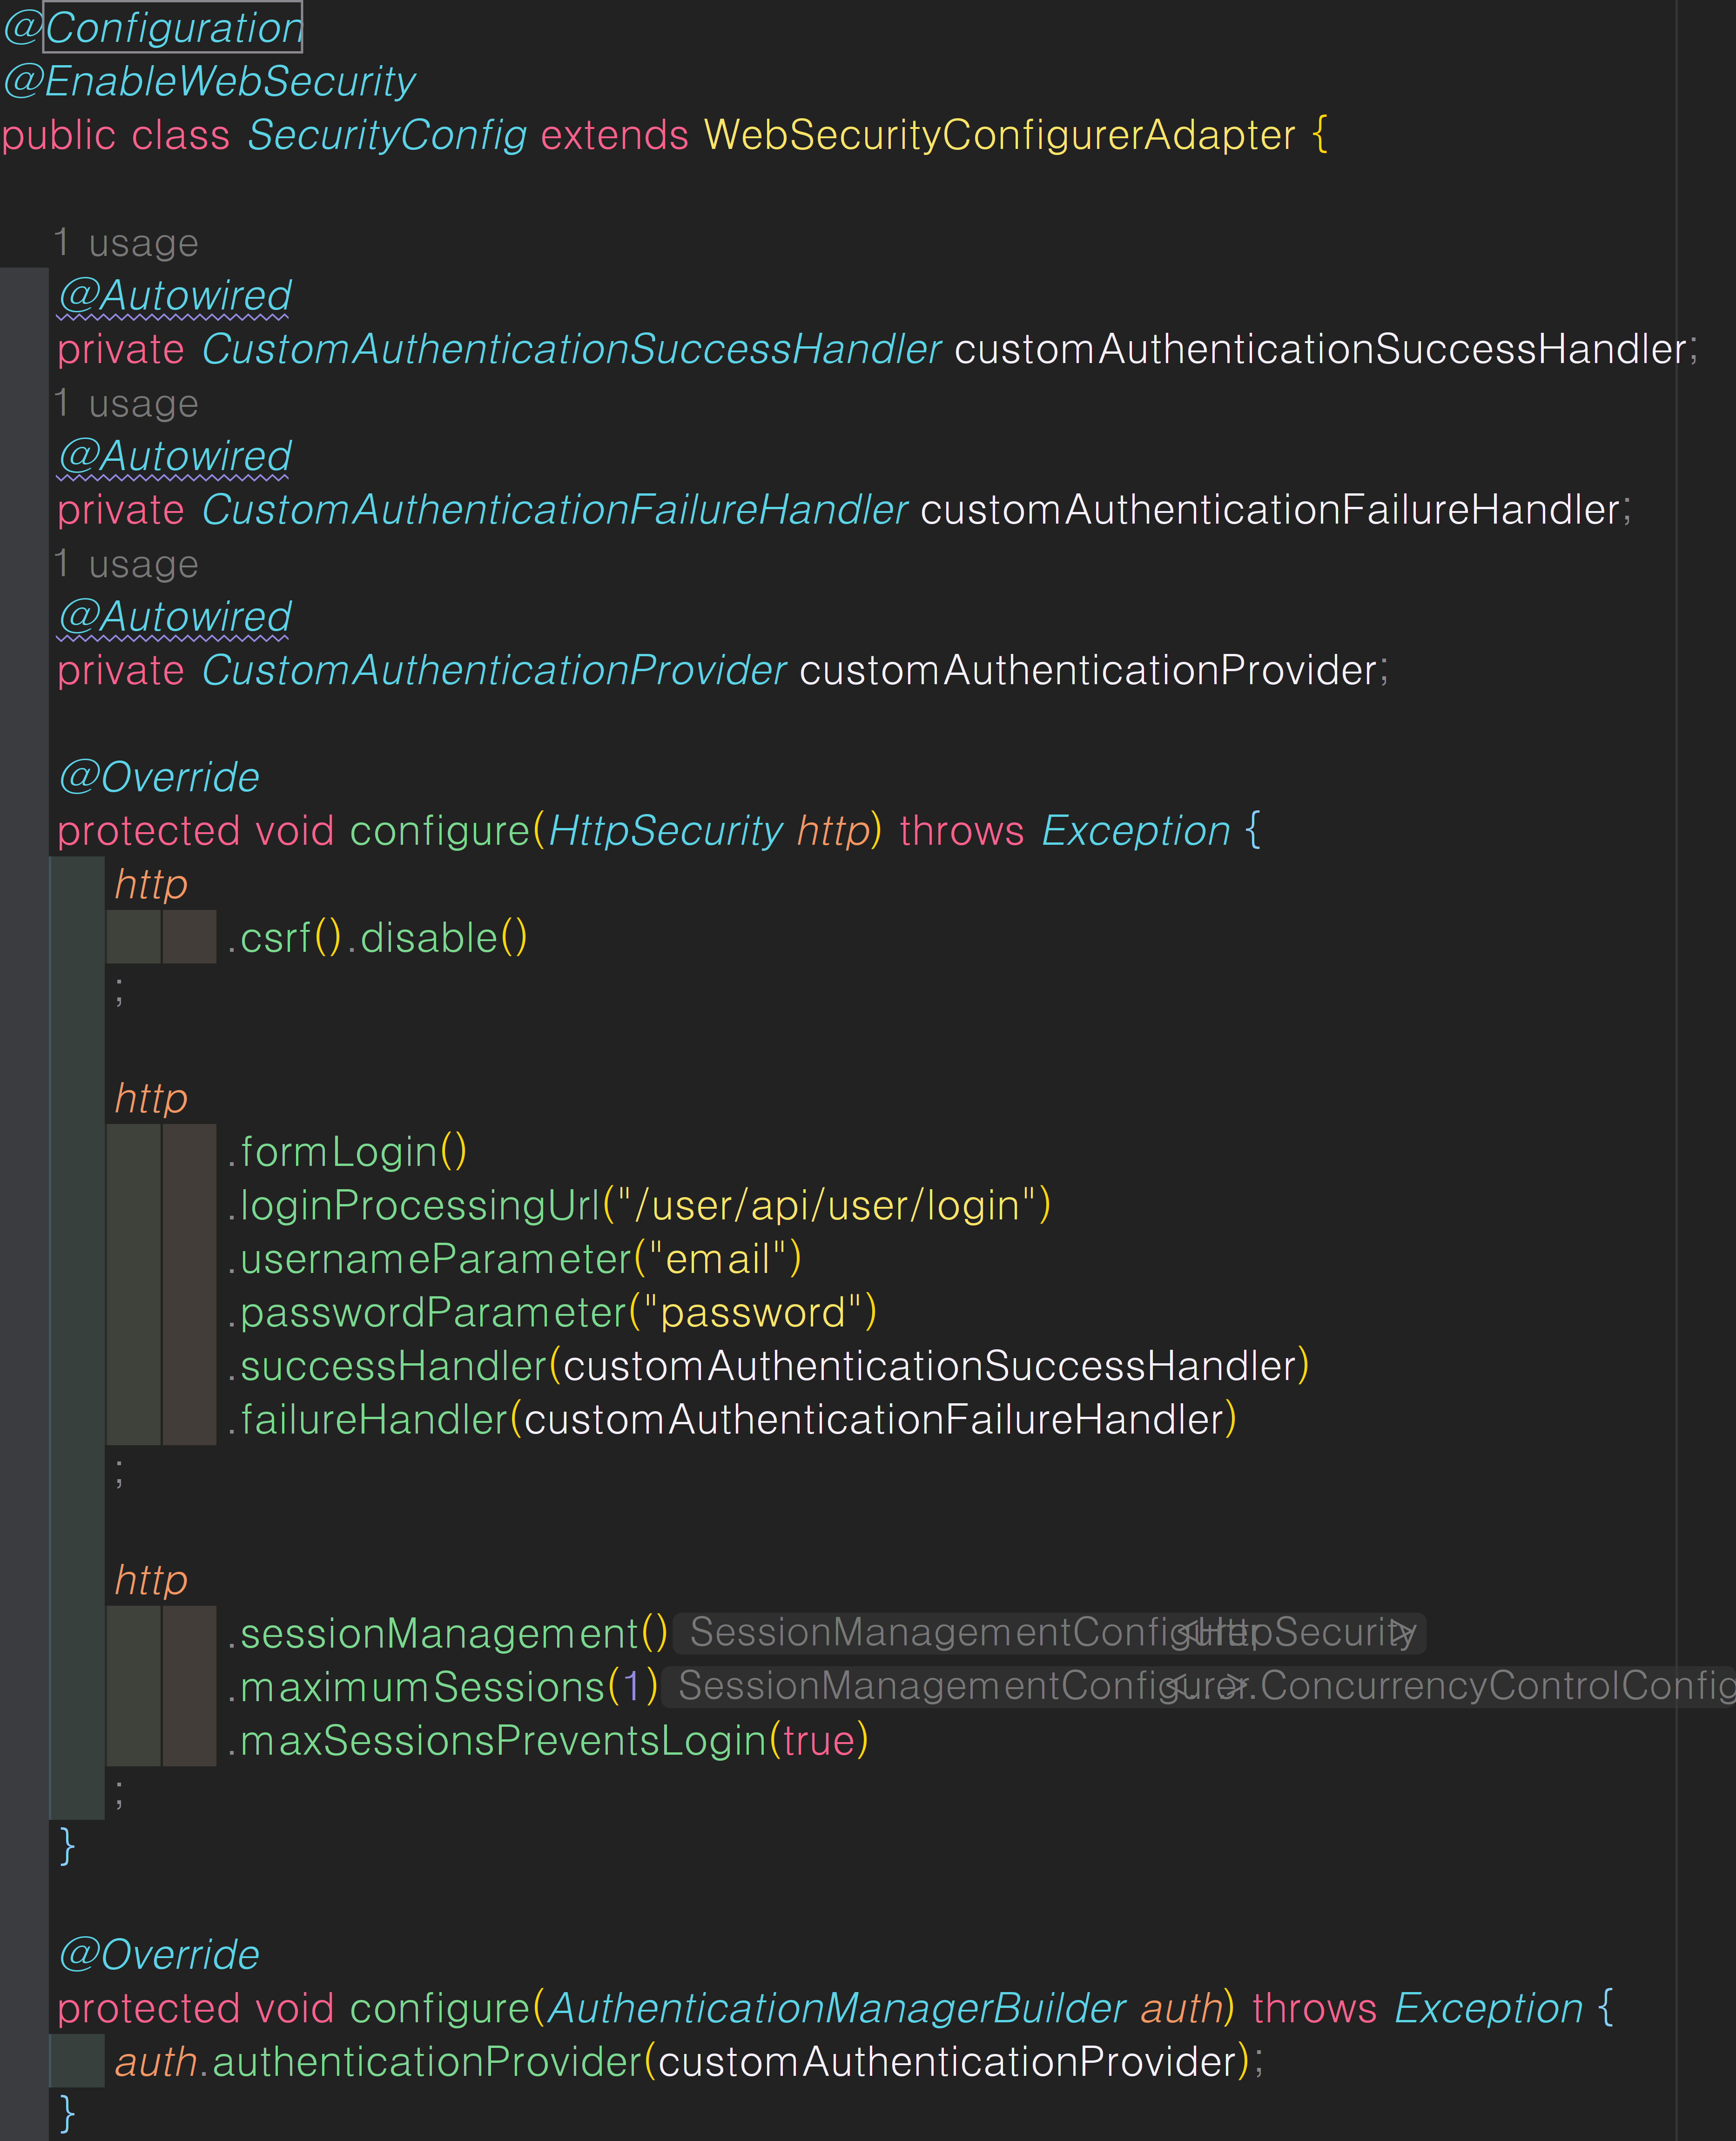 @Configuration
@EnableWebSecurity
public class SecurityConfig extends WebSecurityConfigurerAdapter {
1 usage
@Autowired
private CustomAuthenticationSuccessHandler customAuthenticationSuccessHandler;
1 usage
@Autowired
private CustomAuthenticationFailureHandler customAuthenticationFailureHandler;
1 usage
@Autowired
private CustomAuthenticationProvider customAuthenticationProvider;
@Override
protected void configure(HttpSecurity http) throws Exception {
http
.csrf().disable()
;
http
.formLogin()
.loginProcessingUrl("/user/api/user/login")
.usernameParameter("email")
.passwordParameter("password")
.successHandler(customAuthenticationSuccessHandler)
.failureHandler(customAuthenticationFailureHandler)
;
http
.sessionManagement() SessionManagementConfigurer<HttpSecurity>
.maximumSessions(1) SessionManagementConfigurer<...>.ConcurrencyControlConfig
.maxSessionsPreventsLogin(true)
;
}
@Override
protected void configure(AuthenticationManagerBuilder auth) throws Exception {
auth.authenticationProvider(customAuthenticationProvider);
}